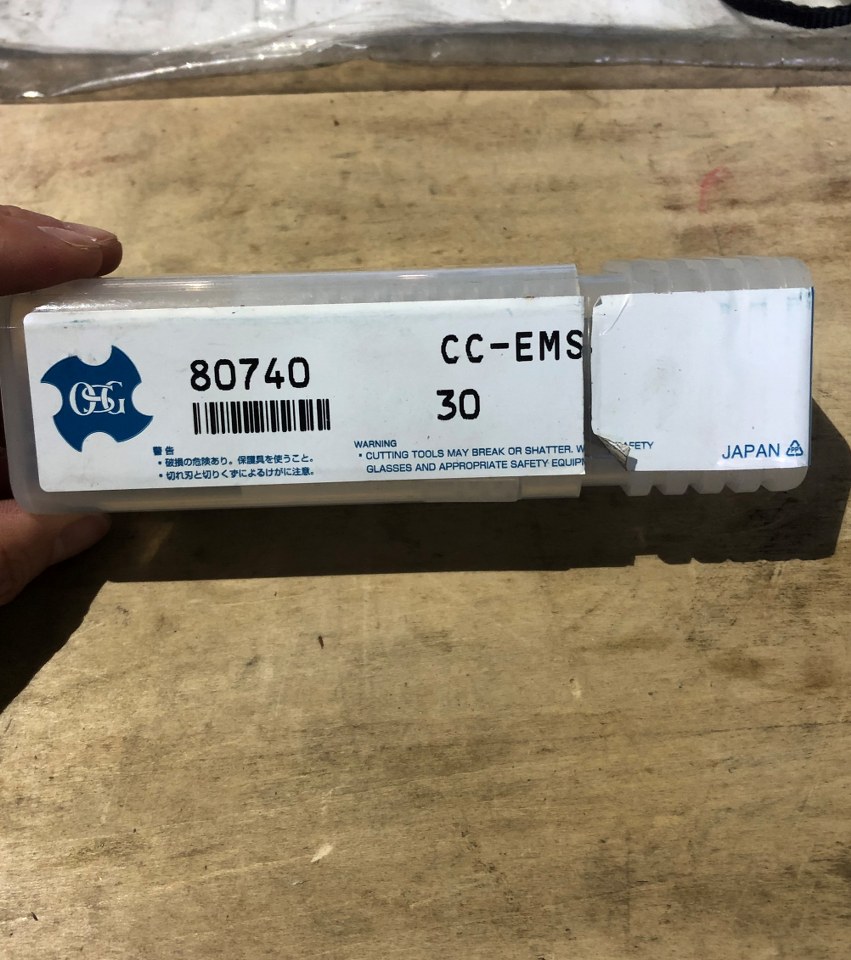 OSG
80740
CC-EMS
30
警告
・破損の危険あり。保護具を使うこと。
・切れ刃と切りくずによるけがに注意。
WARNING
・CUTTING TOOLS MAY BREAK OR SHATTER. SAFETY
GLASSES AND APPROPRIATE SAFETY
JAPAN